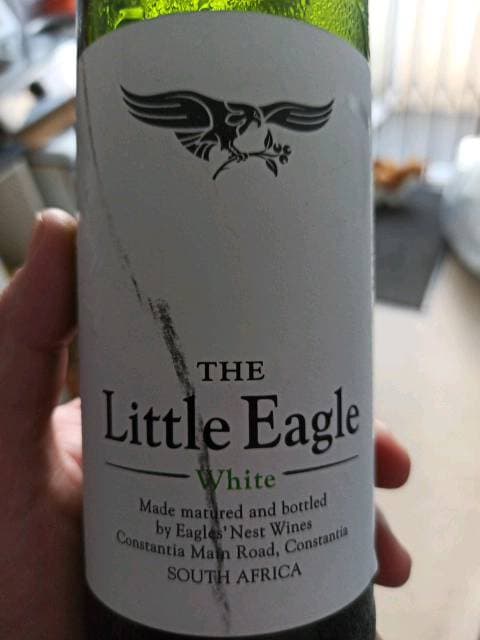 THE
Little Eagle
White
Made matured and bottled
by Eagles' Nest Wines
Constantia Main Road, Constantia
SOUTH AFRICA